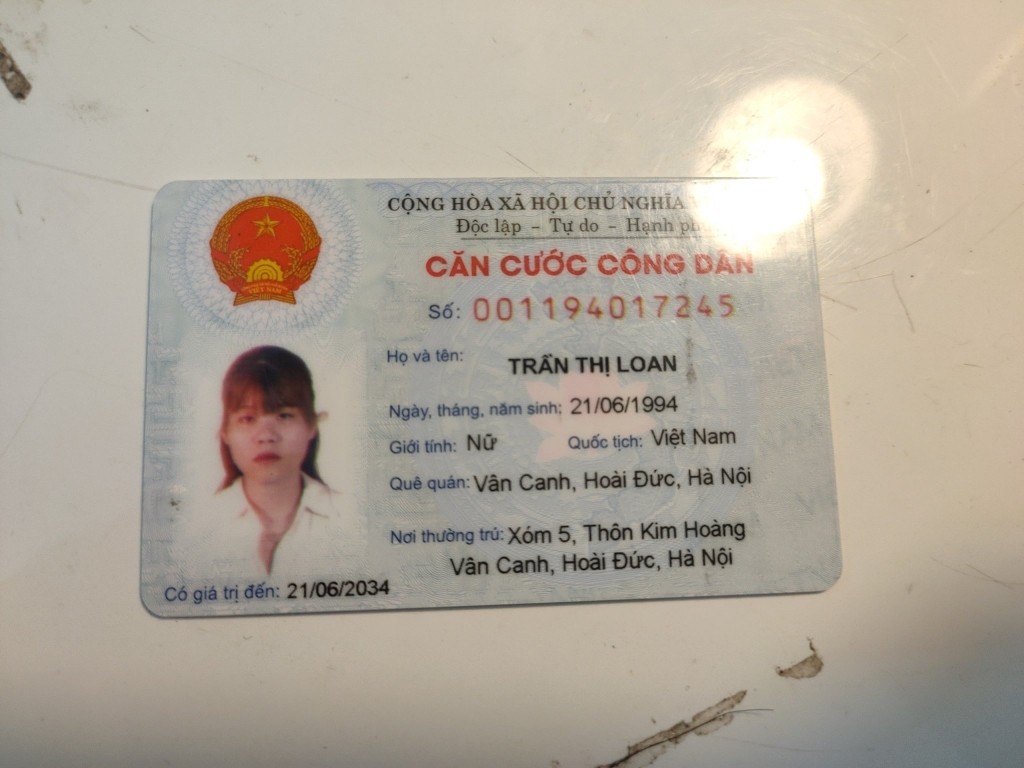 CỘNG HÒA XÃ HỘI CHỦ NGHĨA
Độc lập - Tự do - Hạnh
CĂN CƯỚC CÔNG DÂN
Số: 001194017245
Họ và tên: TRẦN THỊ LOAN
Ngày, tháng, năm sinh: 21/06/1994
Giới tính: Nữ Quốc tịch: Việt Nam
Quê quán: Vân Canh, Hoài Đức, Hà Nội
Nơi thường trú: Xóm 5, Thôn Kim Hoàng
Vân Canh, Hoài Đức, Hà Nội
Có giá trị đến: 21/06/2034